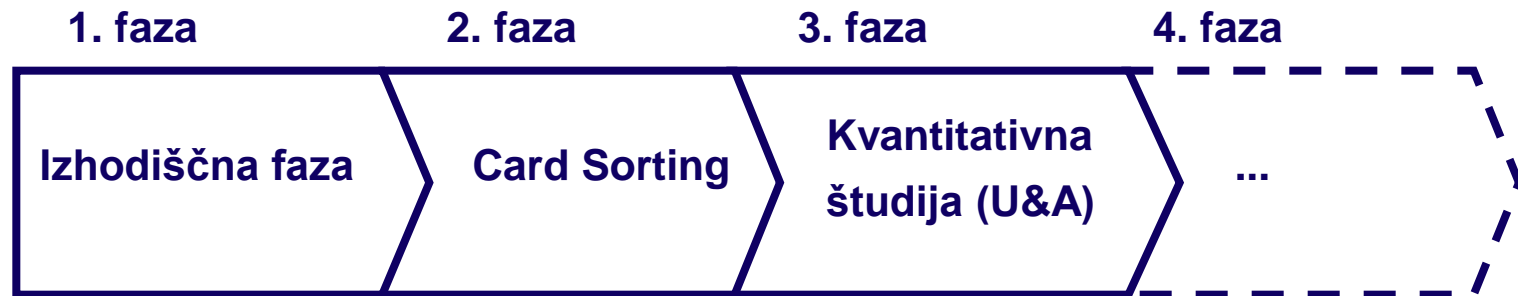 1. faza
2. faza
3. faza
4. faza
Izhodiščna faza
Card Sorting
Kvantitativna
študija (U&A)
...